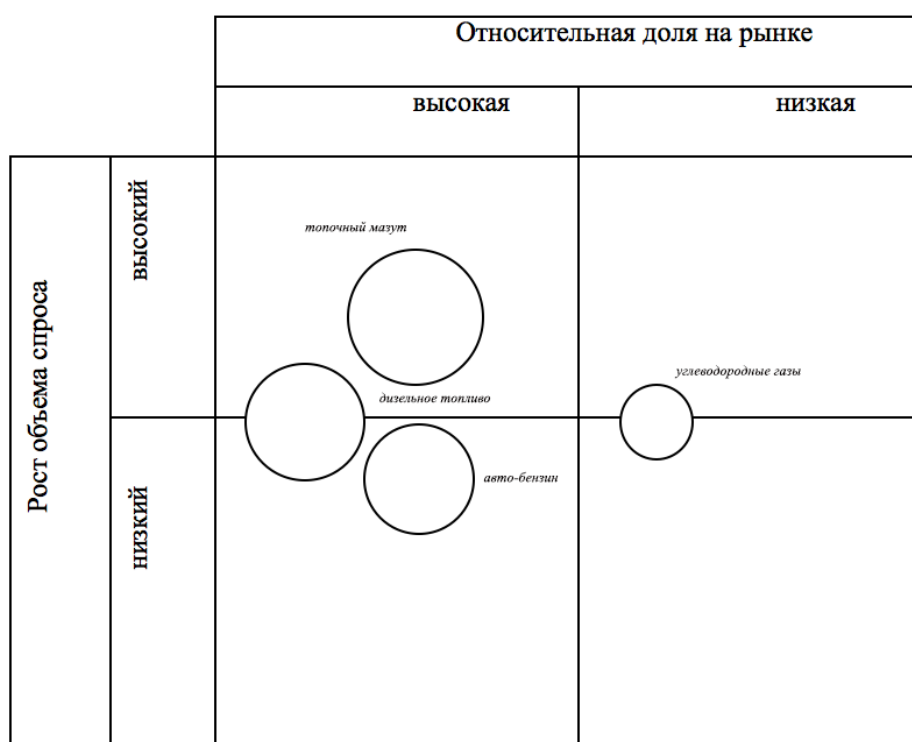 Относительная доля на рынке
высокая
низкая
Рост объема спроса
высокий
низкий
топочный мазут
дизельное топливо
авто-бензин
углеводородные газы